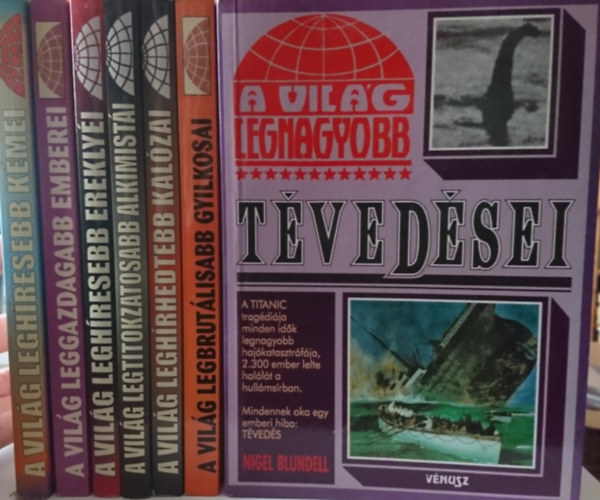 A VILÁG LEGHÍRESEBB KÉMEI
A VILÁG LEGGAZDAGABB EMBEREI
A VILÁG LEGHÍRESEBB EREKLYÉI
A VILÁG LEGTITOKZATOSABB ALKIMISTÁI
A VILÁG LEGHÍRHEDTEBB KALÓZAI
A VILÁG LEGBRUTÁLISABB GYILKOSAI
A VILÁG
LEGNAGYOBB
TÉVEDÉSEI
A TITANIC
tragédiája
minden idők
legnagyobb
hajókatasztrófája,
2.300 ember lelte
halálát a
hullámsírban.
Mindennek oka egy
emberi hiba:
TÉVEDÉS
NIGEL BLUNDELL
VÉNUSZ